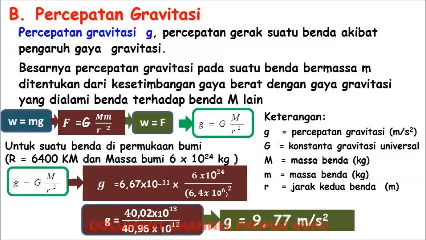 B. Percepatan Gravitasi
Percepatan gravitasi g, percepatan gerak suatu benda akibat
pengaruh gaya gravitasi.
Besarnya percepatan gravitasi pada suatu benda bermassa m
ditentukan dari kesetimbangan gaya berat dengan gaya gravitasi
yang dialami benda terhadap benda M lain
w = mg F = G Mm/r² w = F g = G M/r²
Keterangan:
g = percepatan gravitasi (m/s²)
G = konstanta gravitasi universal
M = massa benda (kg)
m = massa benda (kg)
r = jarak kedua benda (m)
Untuk suatu benda di permukaan bumi
(R = 6400 KM dan Massa bumi 6 x 10²⁴ kg )
g = G M/r² g =6,67x10-¹¹ x 6 x10²⁴/(6,4x 10⁶)²
g= 40,02x10¹³/40,96 x 10¹² g = 9, 77 m/s²